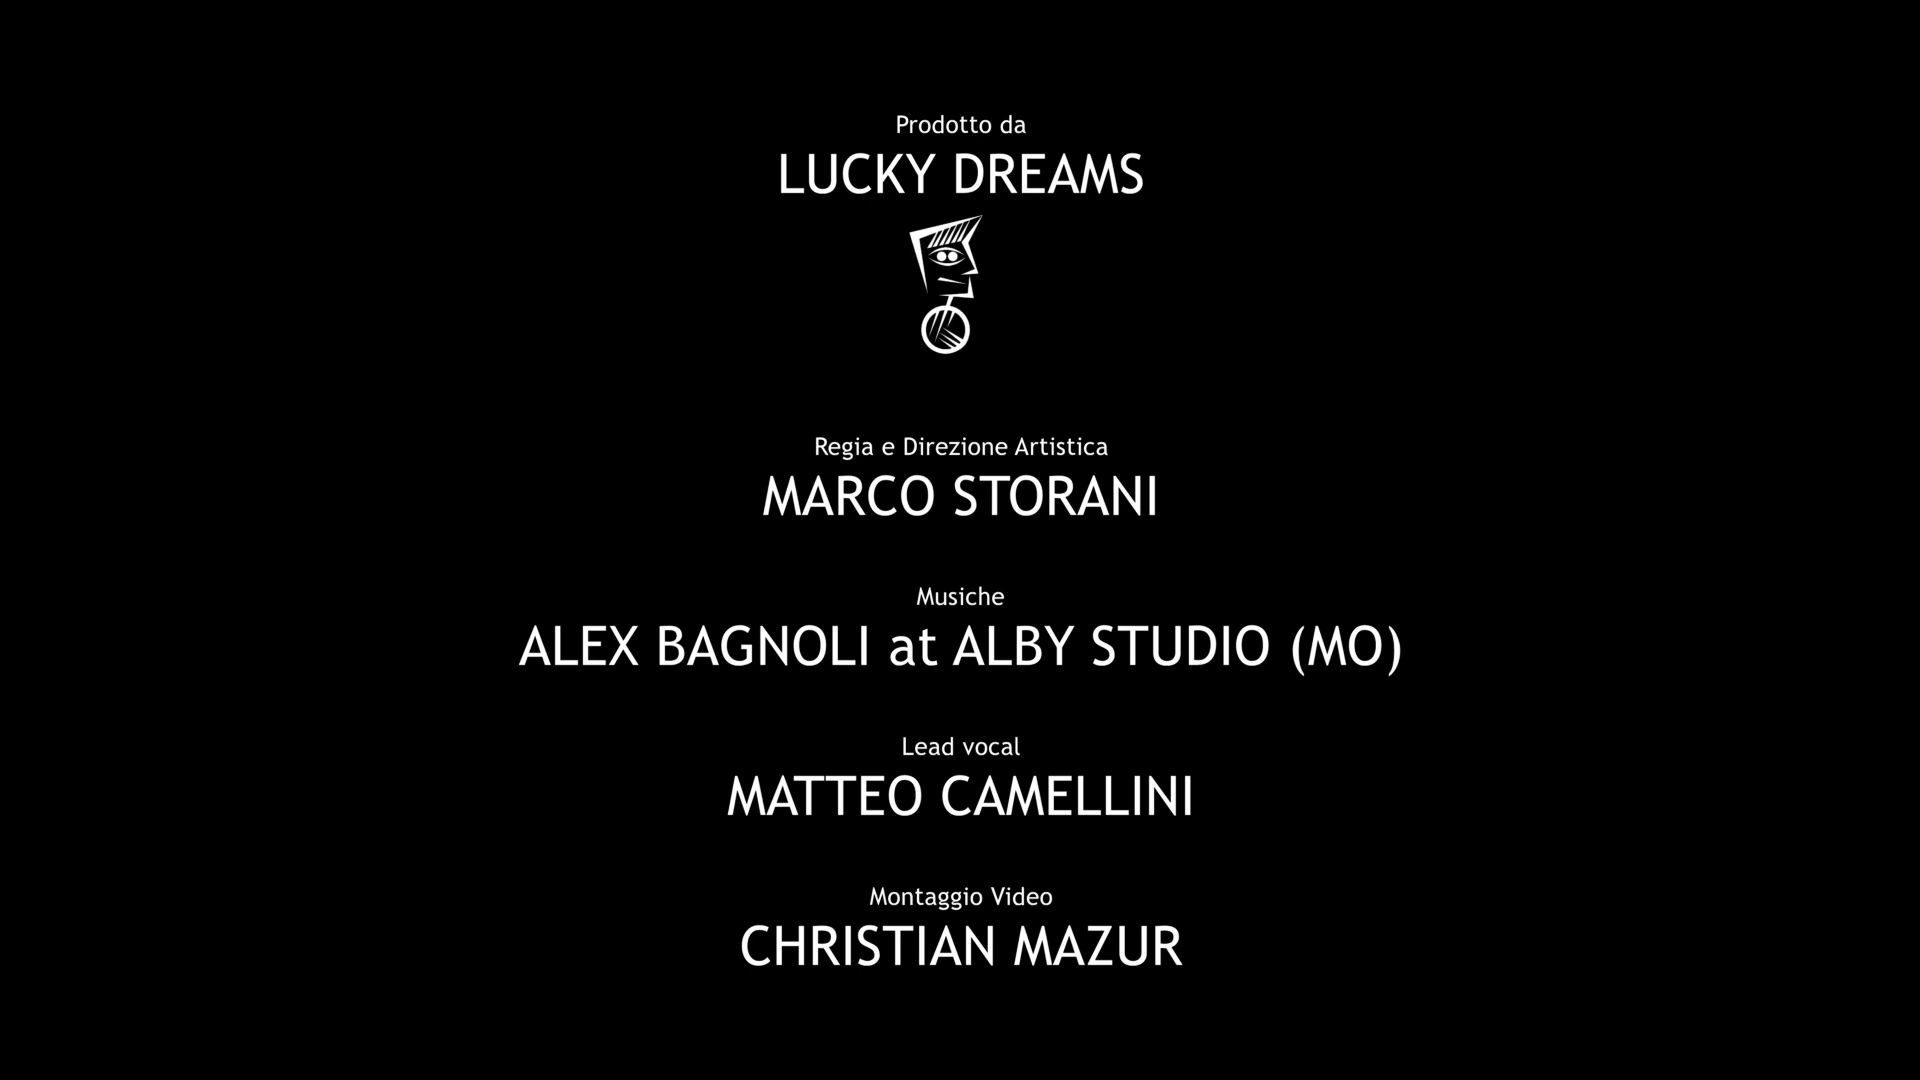 Prodotto da
LUCKY DREAMS
Regia e Direzione Artistica
MARCO STORANI
Musiche
ALEX BAGNOLI at ALBY STUDIO (MO)
Lead vocal
MATTEO CAMELLINI
Montaggio Video
CHRISTIAN MAZUR